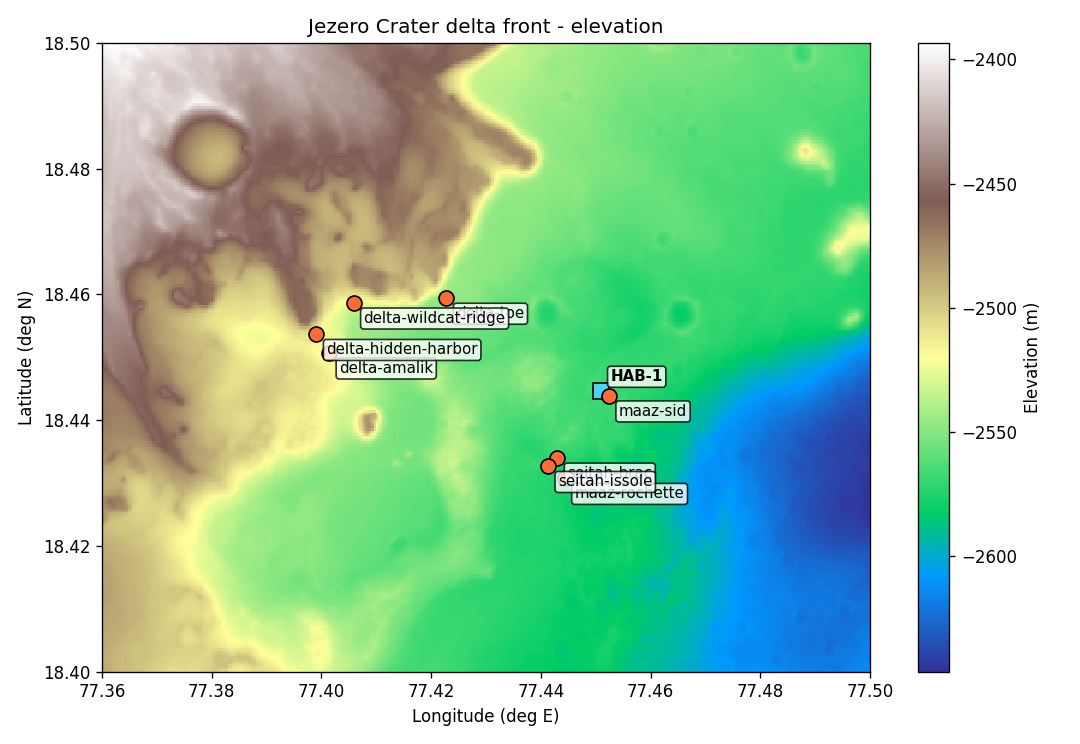 Jezero Crater delta front - elevation
18.50
18.48
18.46
18.44
18.42
18.40
Latitude (deg N)
77.36
77.38
77.40
77.42
77.44
77.46
77.48
77.50
Longitude (deg E)
delta-wildcat-ridge
delta-hidden-harbor
delta-amalik
HAB-1
maaz-sid
seitah-issole
maaz-rochette
−2400
−2450
−2500
−2550
−2600
Elevation (m)